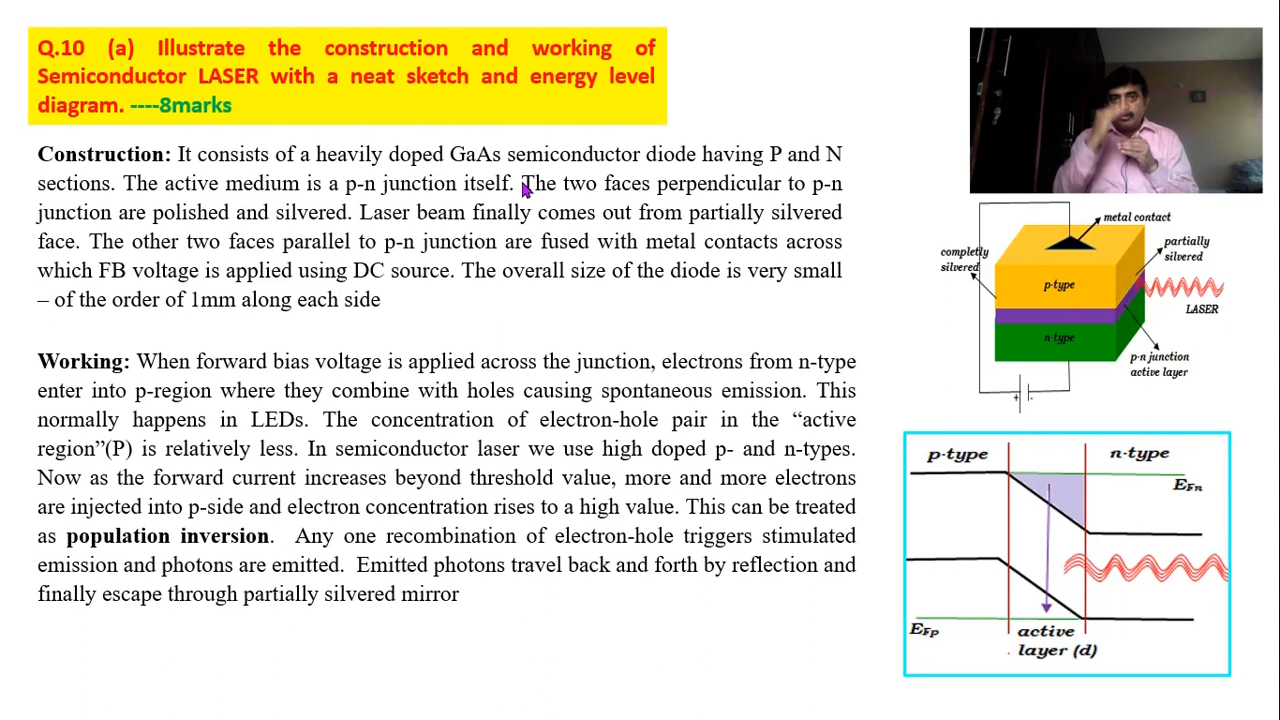 Q.10 (a) Illustrate the construction and working of
Semiconductor LASER with a neat sketch and energy level
diagram. ----8marks
Construction: It consists of a heavily doped GaAs semiconductor diode having P and N
sections. The active medium is a p-n junction itself. The two faces perpendicular to p-n
junction are polished and silvered. Laser beam finally comes out from partially silvered
face. The other two faces parallel to p-n junction are fused with metal contacts across
which FB voltage is applied using DC source. The overall size of the diode is very small
– of the order of 1mm along each side
Working: When forward bias voltage is applied across the junction, electrons from n-type
enter into p-region where they combine with holes causing spontaneous emission. This
normally happens in LEDs. The concentration of electron-hole pair in the “active
region”(P) is relatively less. In semiconductor laser we use high doped p- and n-types.
Now as the forward current increases beyond threshold value, more and more electrons
are injected into p-side and electron concentration rises to a high value. This can be treated
as population inversion. Any one recombination of electron-hole triggers stimulated
emission and photons are emitted. Emitted photons travel back and forth by reflection and
finally escape through partially silvered mirror
metal contact
partially
silvered
completly
silvered
p-type
LASER
n-type
p-n junction
active layer
+ -
p-type
n-type
EFn
EFp
active
layer (d)